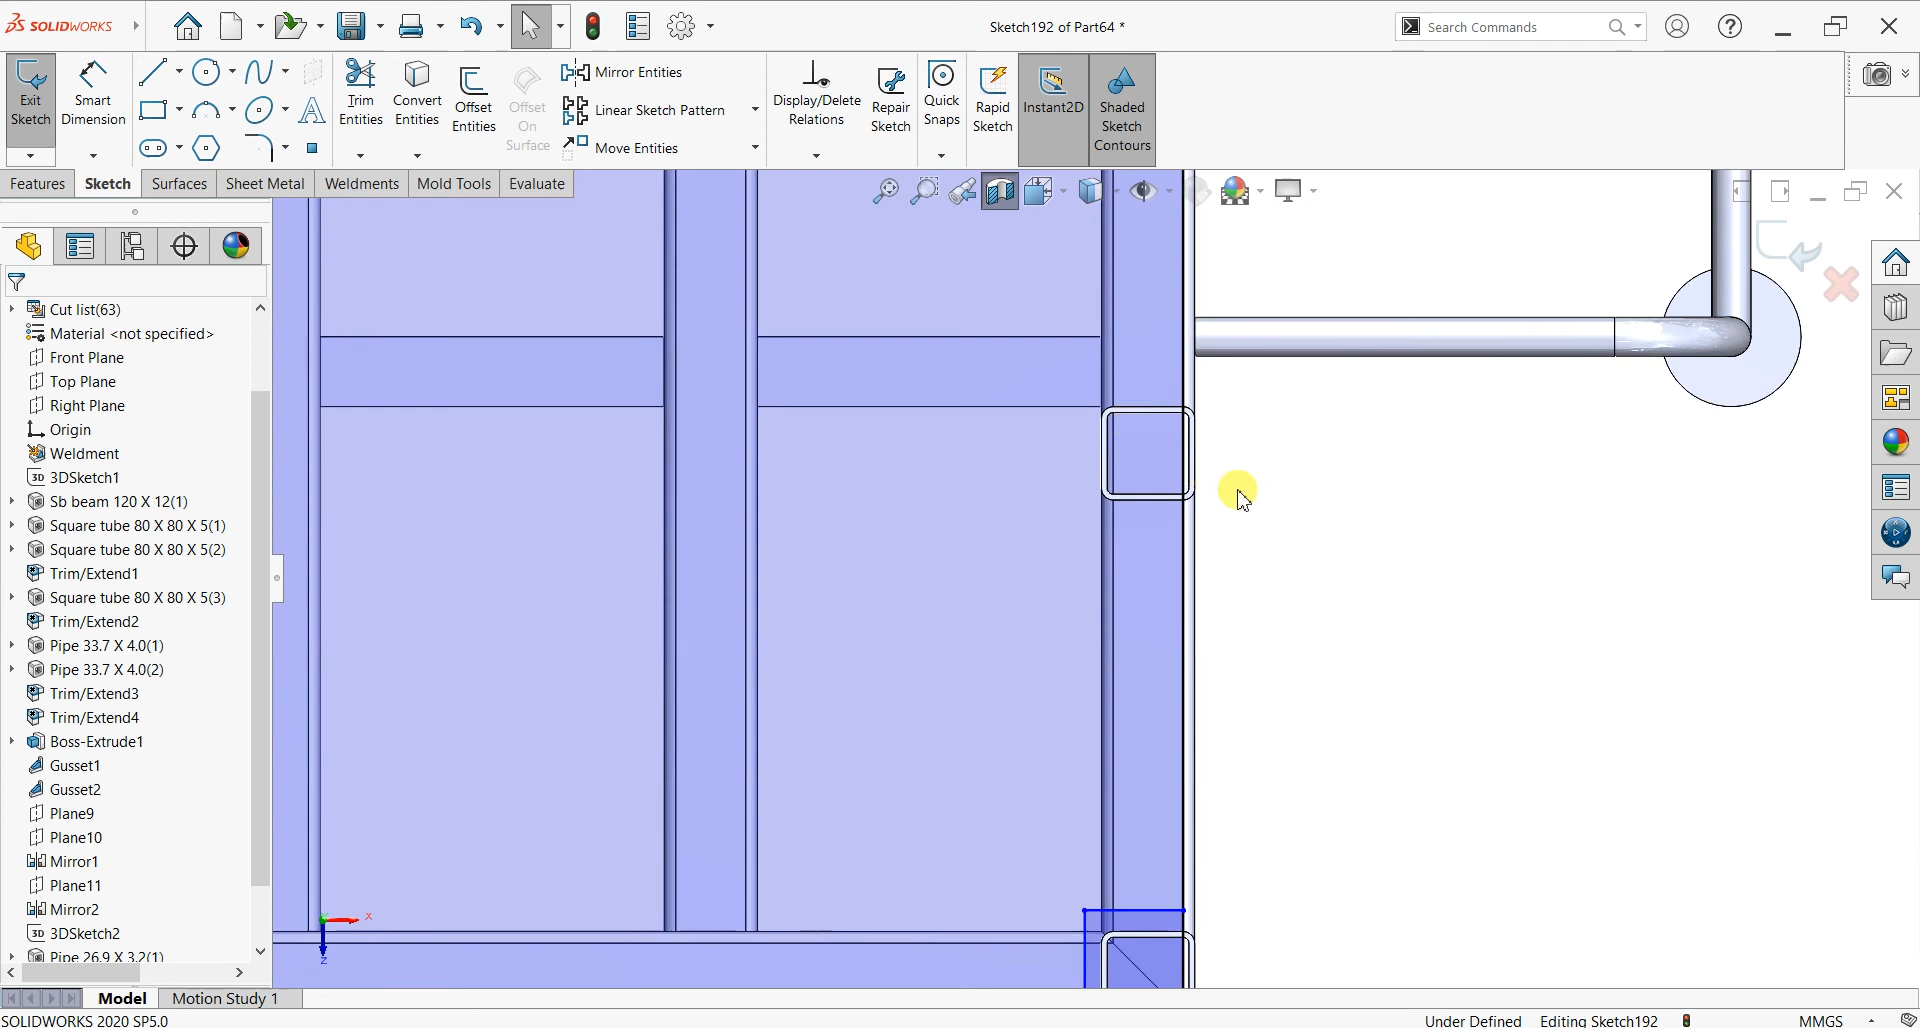 SOLIDWORKS
Sketch192 of Part64 *
Search Commands
Exit Sketch
Smart Dimension
Trim Entities
Convert Entities
Offset Entities
Offset On Surface
Mirror Entities
Linear Sketch Pattern
Move Entities
Display/Delete Relations
Repair Sketch
Quick Snaps
Rapid Sketch
Instant2D
Shaded Sketch Contours
Features
Sketch
Surfaces
Sheet Metal
Weldments
Mold Tools
Evaluate
Cut list(63)
Material <not specified>
Front Plane
Top Plane
Right Plane
Origin
Weldment
3DSketch1
Sb beam 120 X 12(1)
Square tube 80 X 80 X 5(1)
Square tube 80 X 80 X 5(2)
Trim/Extend1
Square tube 80 X 80 X 5(3)
Trim/Extend2
Pipe 33.7 X 4.0(1)
Pipe 33.7 X 4.0(2)
Trim/Extend3
Trim/Extend4
Boss-Extrude1
Gusset1
Gusset2
Plane9
Plane10
Mirror1
Plane11
Mirror2
3DSketch2
Pipe 26.9 X 3.2(1)
X
Z
Model
Motion Study 1
SOLIDWORKS 2020 SP5.0
Under Defined
Editing Sketch192
MMGS